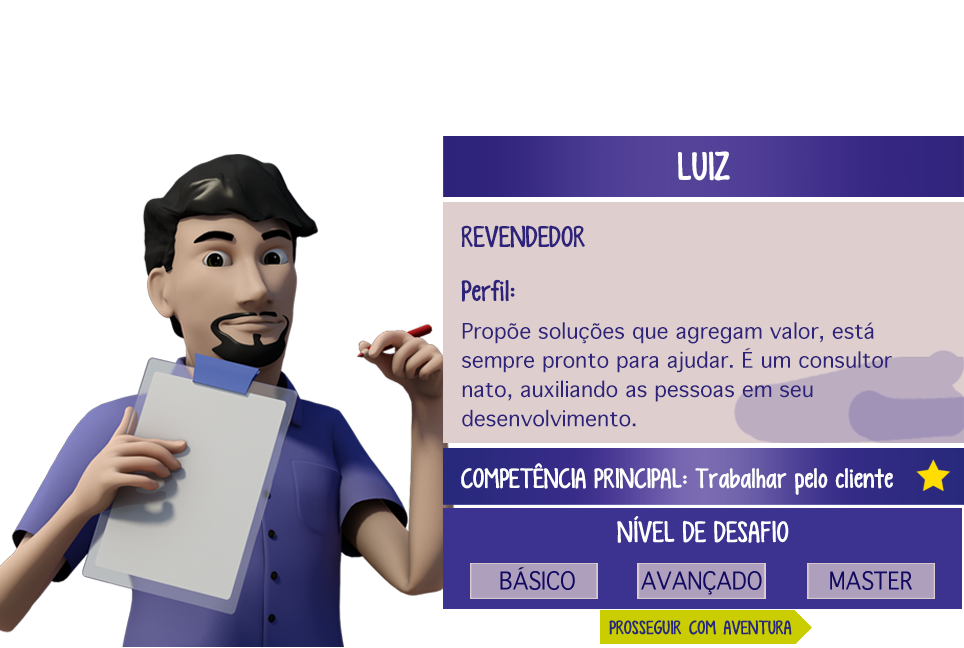 LUIZ
REVENDEDOR
Perfil:
Propõe soluções que agregam valor, está
sempre pronto para ajudar. É um consultor
nato, auxiliando as pessoas em seu
desenvolvimento.
COMPETÊNCIA PRINCIPAL: Trabalhar pelo cliente
NÍVEL DE DESAFIO
BÁSICO AVANÇADO MASTER
PROSSEGUIR COM AVENTURA